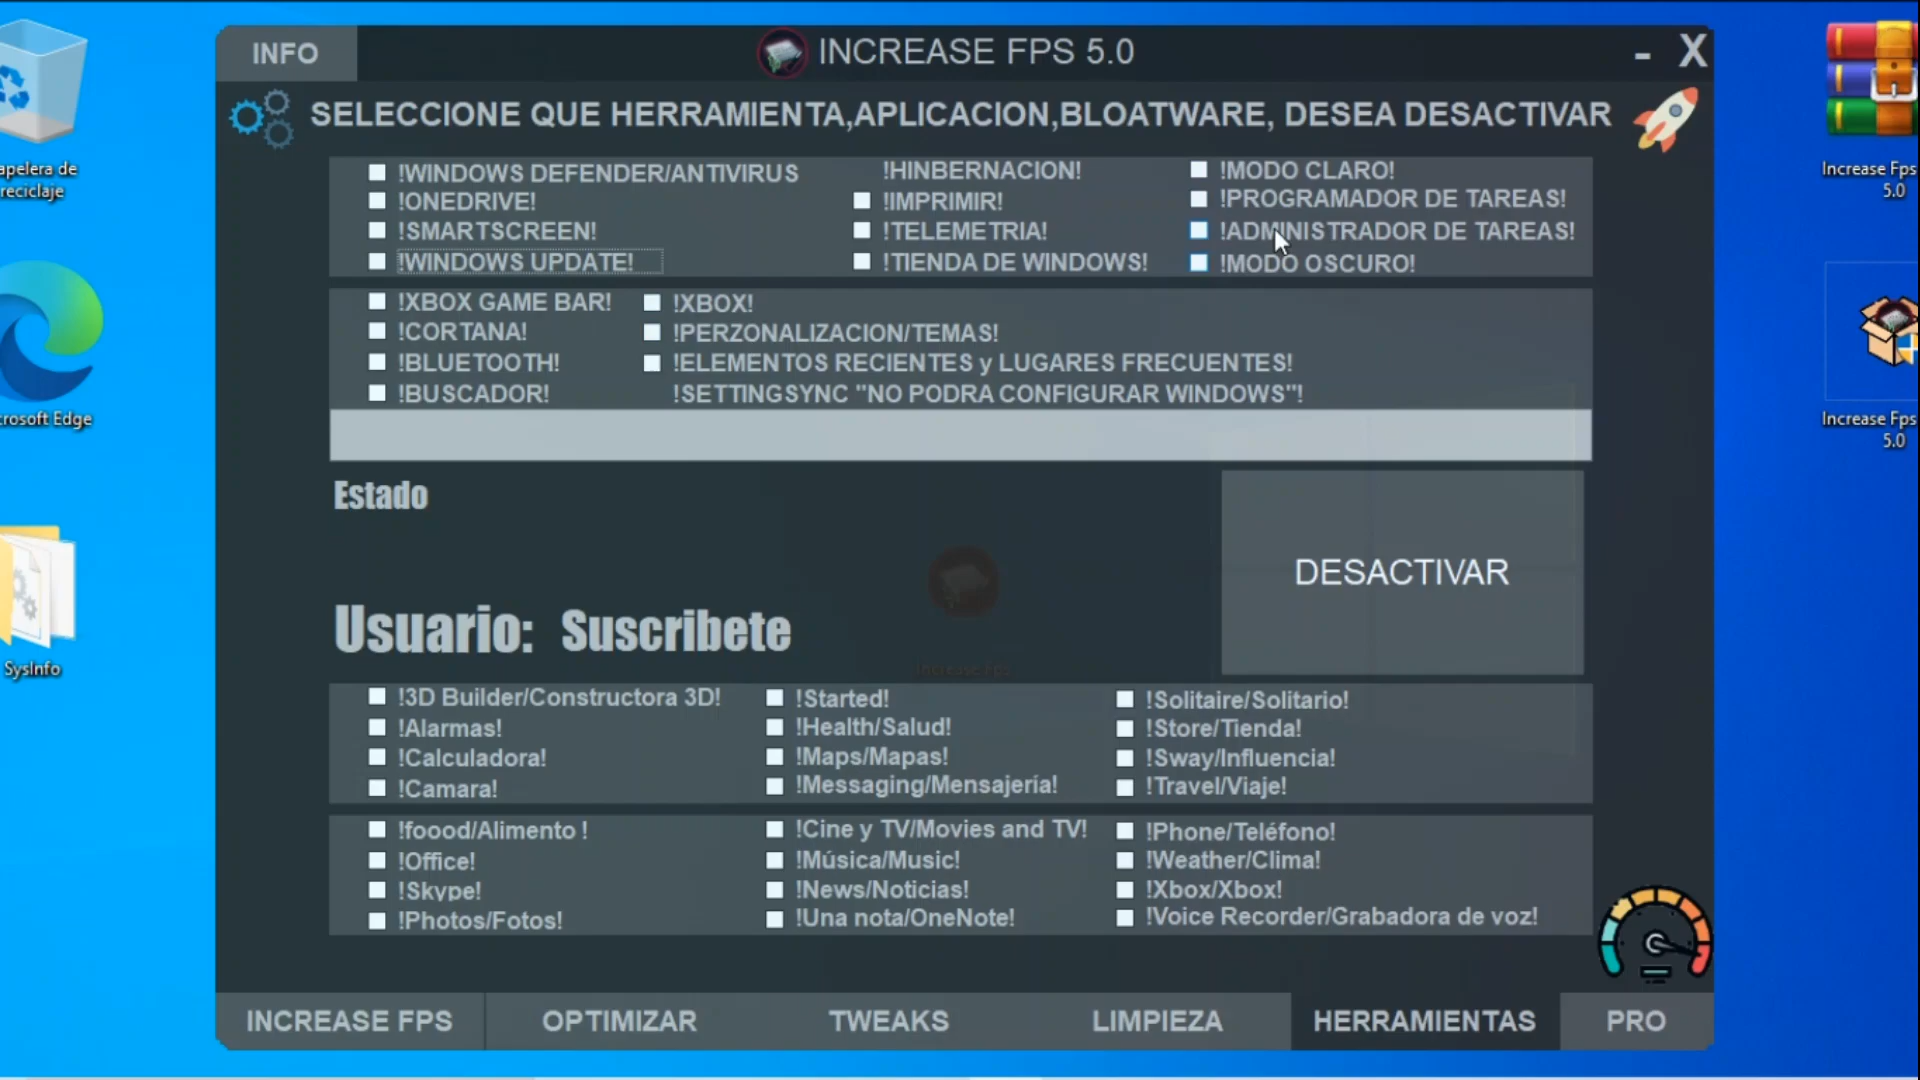 INFO
INCREASE FPS 5.0
- X
SELECCIONE QUE HERRAMIENTA,APLICACION,BLOATWARE, DESEA DESACTIVAR
!WINDOWS DEFENDER/ANTIVIRUS
!ONEDRIVE!
!SMARTSCREEN!
!WINDOWS UPDATE!
!HINBERNACION!
!IMPRIMIR!
!TELEMETRIA!
!TIENDA DE WINDOWS!
!MODO CLARO!
!PROGRAMADOR DE TAREAS!
!ADMINISTRADOR DE TAREAS!
!MODO OSCURO!
!XBOX GAME BAR!
!CORTANA!
!BLUETOOTH!
!BUSCADOR!
!XBOX!
!PERZONALIZACION/TEMAS!
!ELEMENTOS RECIENTES y LUGARES FRECUENTES!
!SETTINGSYNC "NO PODRA CONFIGURAR WINDOWS"!
Estado
DESACTIVAR
Usuario: Suscribete
Increase Fps
!3D Builder/Constructora 3D!
!Alarmas!
!Calculadora!
!Camara!
!Started!
!Health/Salud!
!Maps/Mapas!
!Messaging/Mensajería!
!Solitaire/Solitario!
!Store/Tienda!
!Sway/Influencia!
!Travel/Viaje!
!foood/Alimento !
!Office!
!Skype!
!Photos/Fotos!
!Cine y TV/Movies and TV!
!Música/Music!
!News/Noticias!
!Una nota/OneNote!
!Phone/Teléfono!
!Weather/Clima!
!Xbox/Xbox!
!Voice Recorder/Grabadora de voz!
INCREASE FPS
OPTIMIZAR
TWEAKS
LIMPIEZA
HERRAMIENTAS
PRO
apelera de
reciclaje
crosoft Edge
SysInfo
Increase Fps
5.0
Increase Fps
5.0